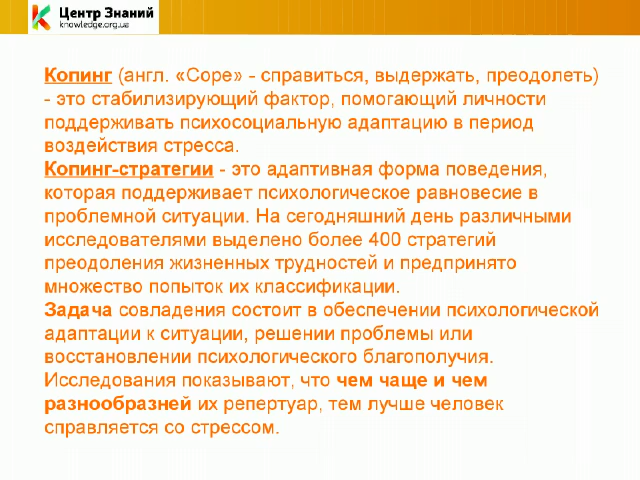 Центр Знаний
knowledge.org.ua
Копинг (англ. «Cope» - справиться, выдержать, преодолеть)
- это стабилизирующий фактор, помогающий личности
поддерживать психосоциальную адаптацию в период
воздействия стресса.
Копинг-стратегии - это адаптивная форма поведения,
которая поддерживает психологическое равновесие в
проблемной ситуации. На сегодняшний день различными
исследователями выделено более 400 стратегий
преодоления жизненных трудностей и предпринято
множество попыток их классификации.
Задача совладения состоит в обеспечении психологической
адаптации к ситуации, решении проблемы или
восстановлении психологического благополучия.
Исследования показывают, что чем чаще и чем
разнообразней их репертуар, тем лучше человек
справляется со стрессом.